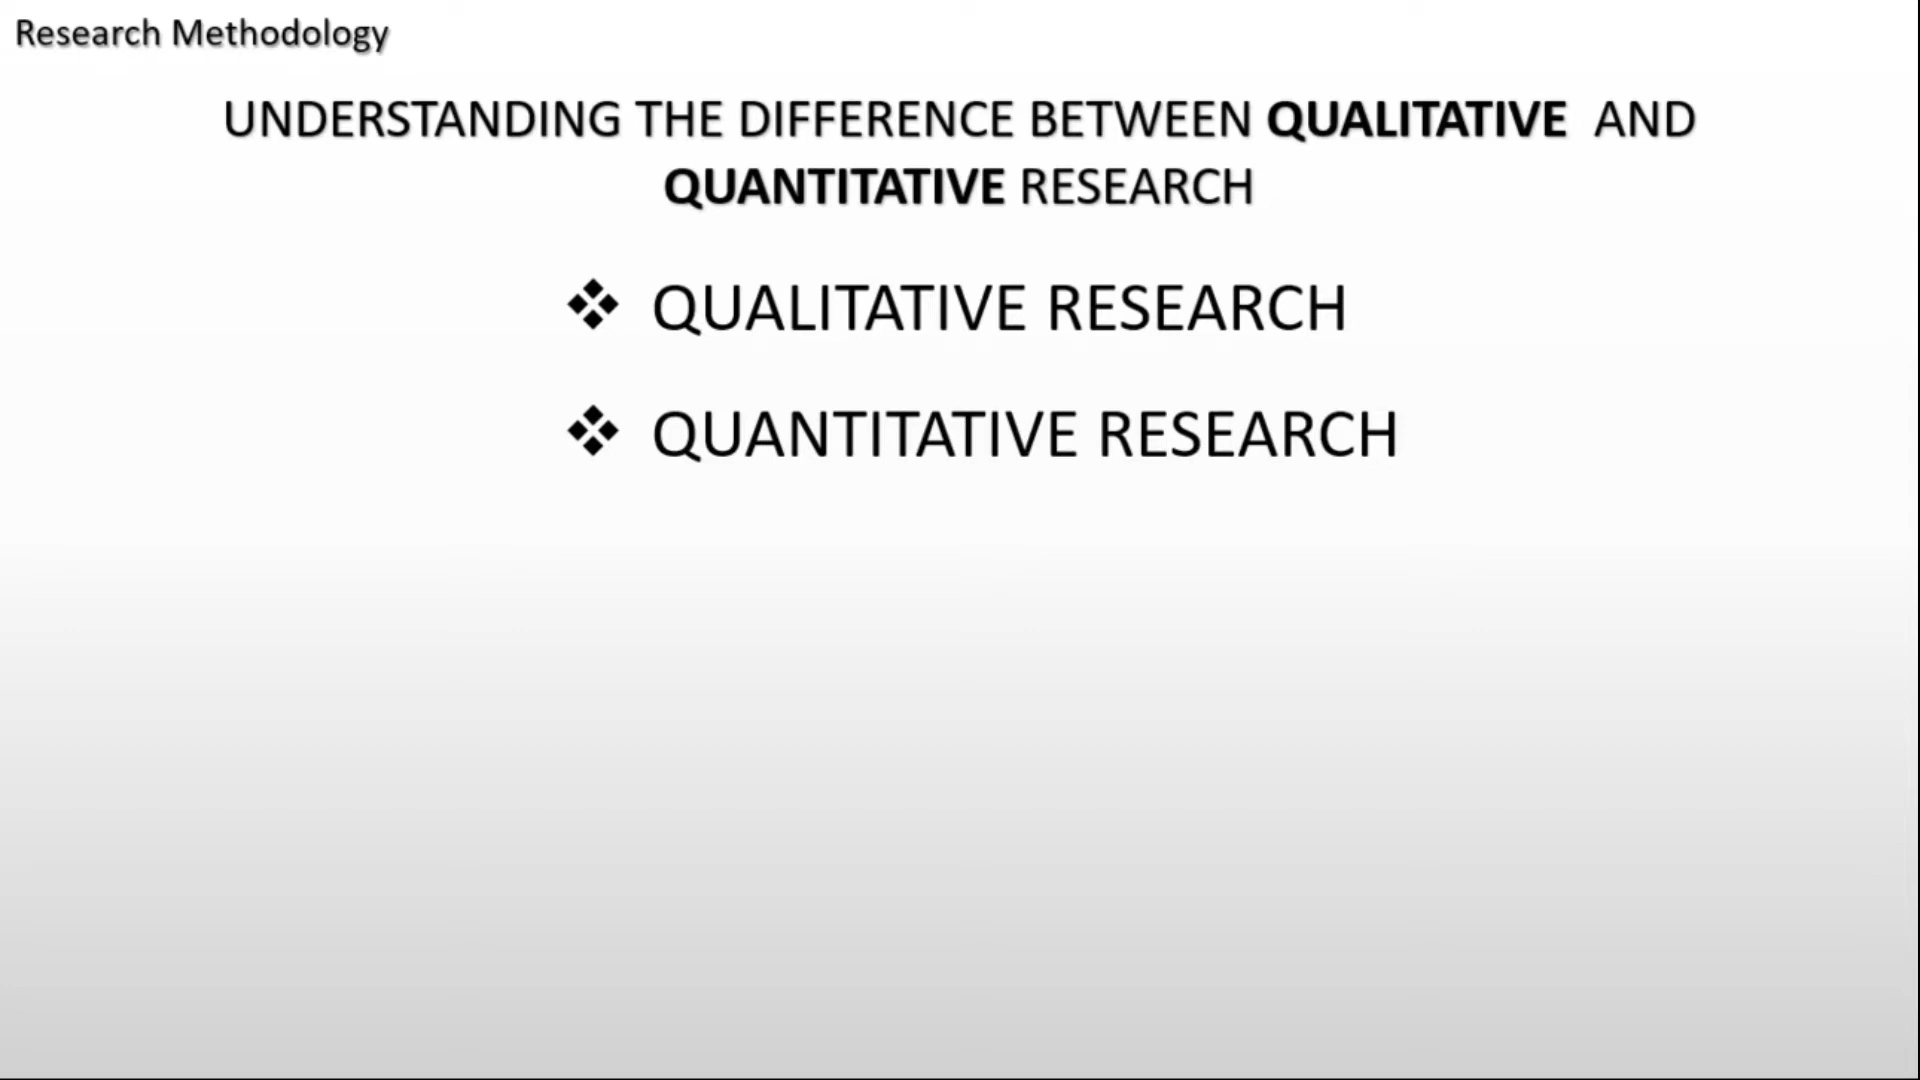 Research Methodology
UNDERSTANDING THE DIFFERENCE BETWEEN QUALITATIVE AND
QUANTITATIVE RESEARCH
❖ QUALITATIVE RESEARCH
❖ QUANTITATIVE RESEARCH